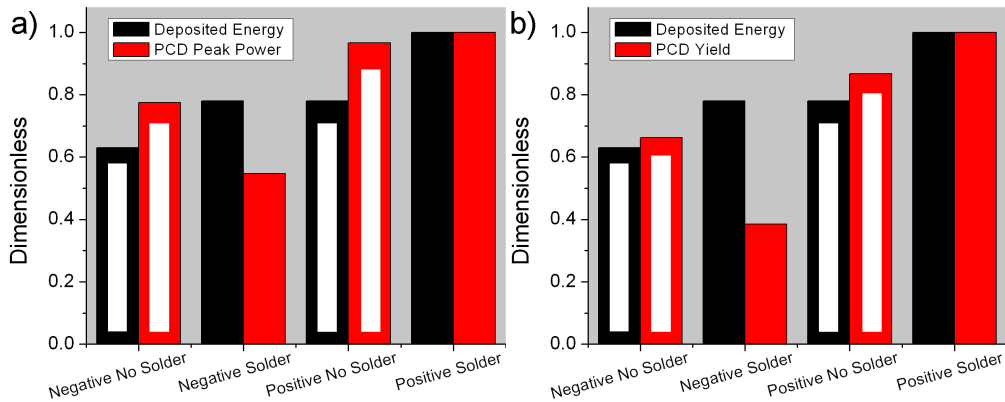 a)
Deposited Energy
PCD Peak Power
Dimensionless
1.0
0.8
0.6
0.4
0.2
0.0
Negative No Solder
Negative Solder
Positive No Solder
Positive Solder
b)
Deposited Energy
PCD Yield
Dimensionless
1.0
0.8
0.6
0.4
0.2
0.0
Negative No Solder
Negative Solder
Positive No Solder
Positive Solder